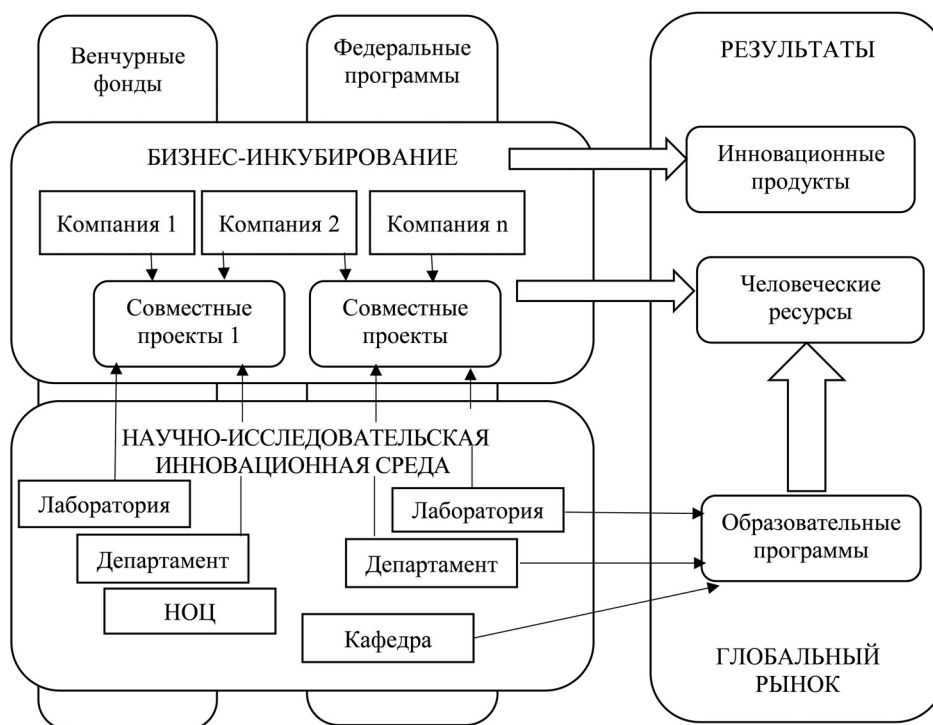 Венчурные
фонды
Федеральные
программы
РЕЗУЛЬТАТЫ
БИЗНЕС-ИНКУБИРОВАНИЕ
Инновационные
продукты
Компания 1
Компания 2
Компания n
Совместные
проекты 1
Совместные
проекты
Человеческие
ресурсы
НАУЧНО-ИССЛЕДОВАТЕЛЬСКАЯ
ИННОВАЦИОННАЯ СРЕДА
Лаборатория
Департамент
НОЦ
Лаборатория
Департамент
Кафедра
Образовательные
программы
ГЛОБАЛЬНЫЙ
РЫНОК